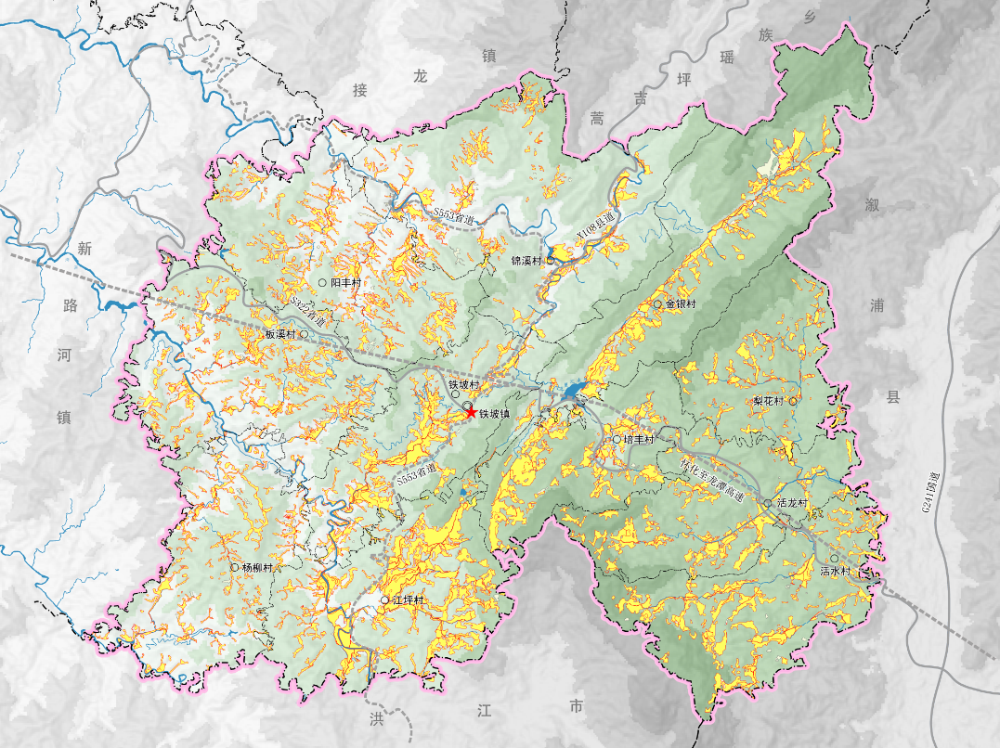 接龙镇
蒿吉坪瑶族乡
溆浦县
新路河镇
洪江市
S553省道
X108县道
锦溪村
阳丰村
S322省道
板溪村
金银村
铁坡村
铁坡镇
梨花村
培丰村
S553省道
怀化至龙潭高速
G241国道
活龙村
活水村
杨柳村
江坪村